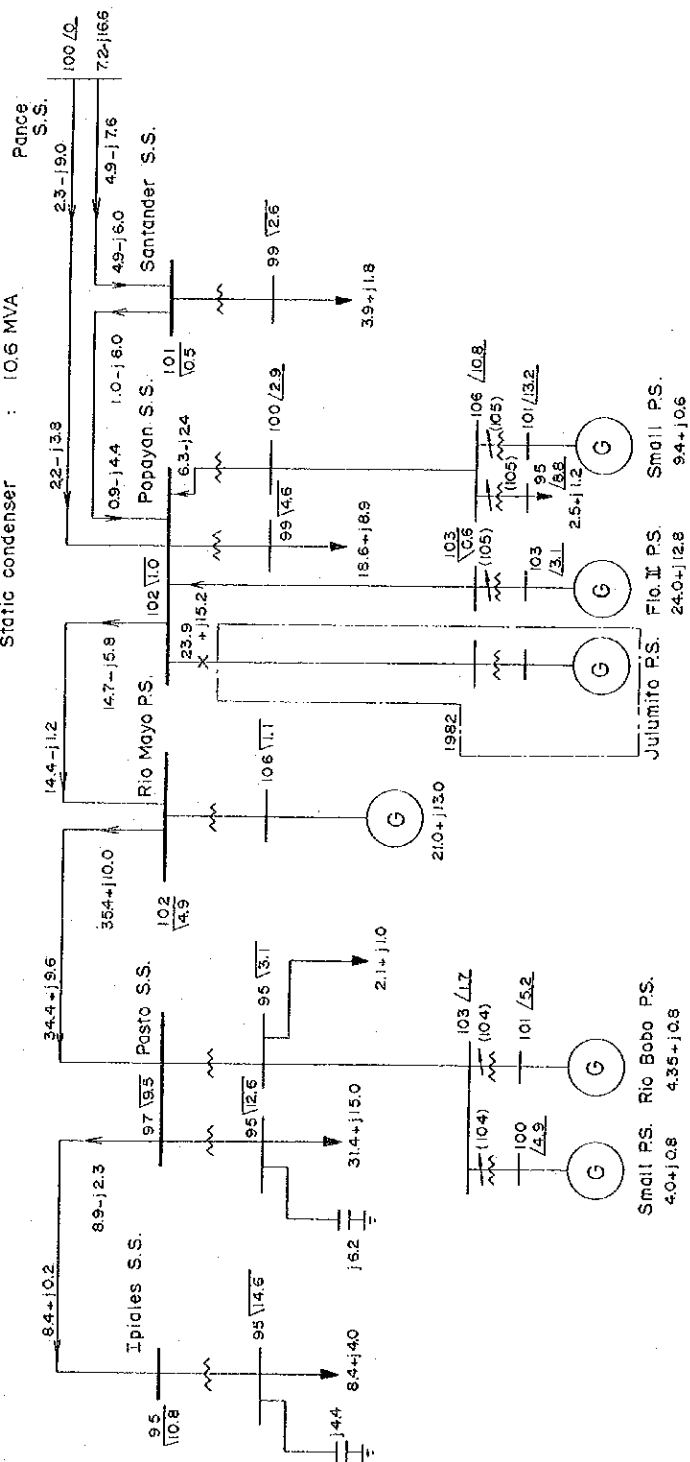 Static condenser : 10.6 MVA
Pance S.S.
100 /0
7.2-j16.6
2.3-j9.0
4.9-j7.6
2.2-j3.8
4.9-j6.0
Santander S.S.
1.0-j6.0
0.9-j4.4
101 \0.5
99 \2.6
3.9+j1.8
Popayan S.S.
102 \1.0
6.3-j2.4
100 /2.9
99 \4.6
18.6+j8.9
106 /10.8
(105)
(105)
101 /13.2
95 /8.8
2.5+j1.2
G
Small P.S.
9.4+j0.6
103 \0.6
(105)
103 /3.1
G
Flo. II P.S.
24.0+j12.8
23.9 +j15.2
1982
G
Julumito P.S.
14.7-j5.8
14.4-j1.2
Rio Mayo P.S.
102 \4.9
106 \1.1
G
21.0+j13.0
35.4+j10.0
34.4+j9.6
Pasto S.S.
97 \9.5
95 \3.1
2.1+j1.0
95 \12.6
31.4+j15.0
j6.2
103 /1.7
(104)
(104)
101 /5.2
100 /4.9
G
G
Rio Bobo P.S.
4.35+j0.8
Small P.S.
4.0+j0.8
8.9-j2.3
8.4+j0.2
Ipiales S.S.
95 \10.8
95 \14.6
8.4+j4.0
j4.4